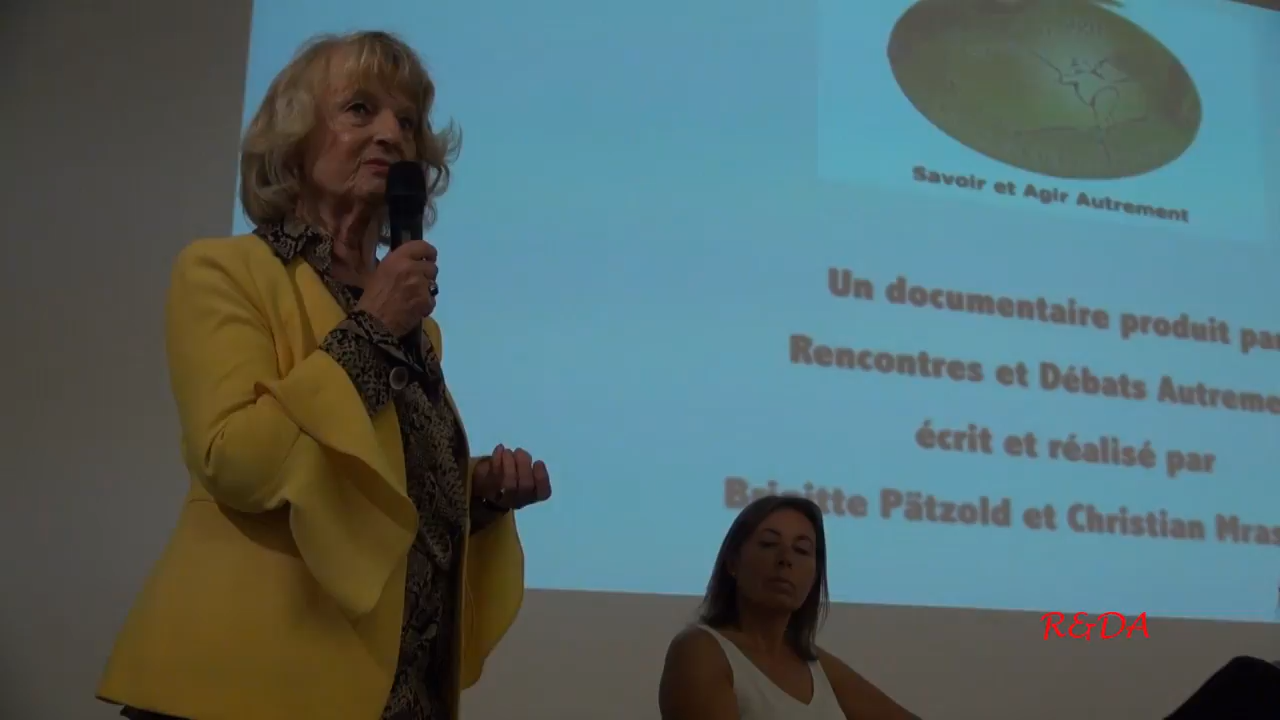 Savoir et Agir Autrement
Un documentaire produit par
Rencontres et Débats Autreme
écrit et réalisé par
Brigitte Pätzold et Christian Mras
R&DA